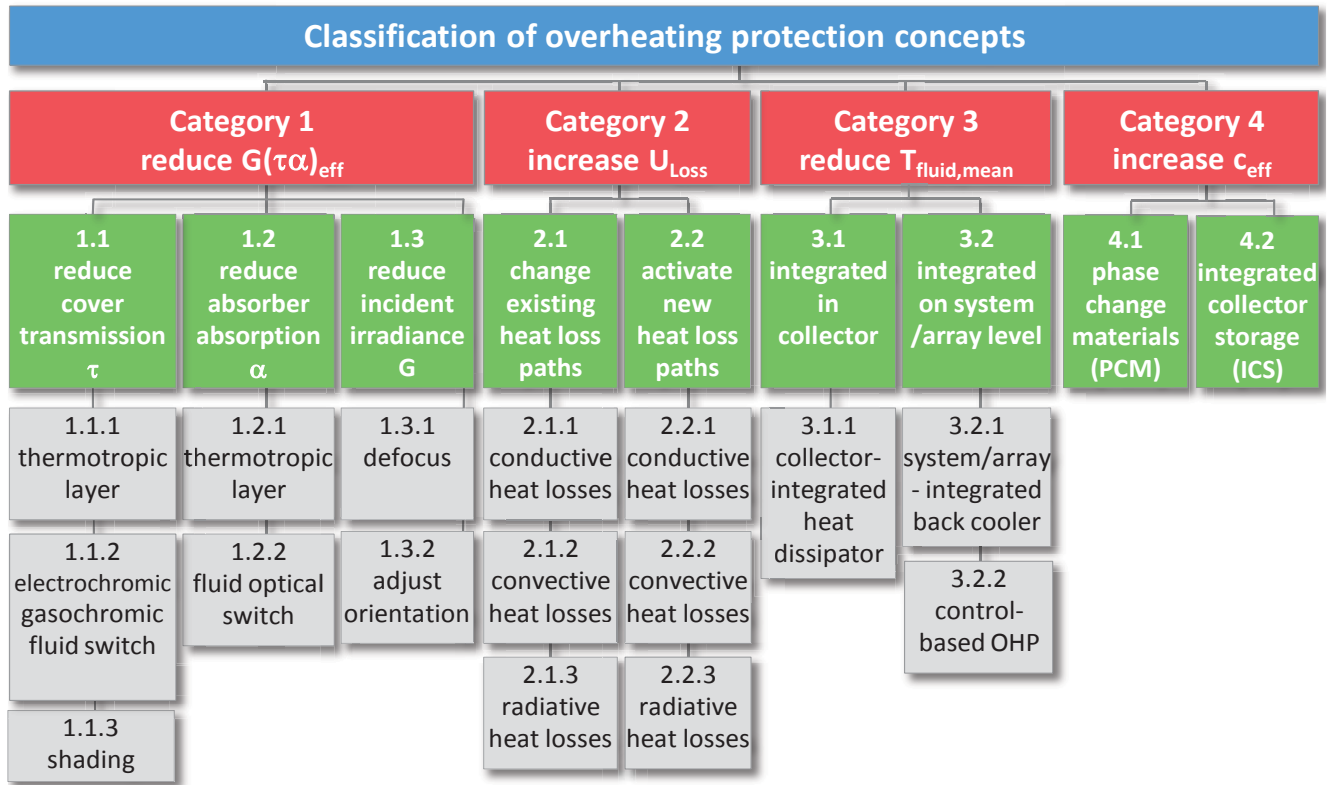 Classification of overheating protection concepts
Category 1
reduce G(τα)eff
Category 2
increase ULoss
Category 3
reduce Tfluid,mean
Category 4
increase ceff
1.1
reduce
cover
transmission
τ
1.2
reduce
absorber
absorption
α
1.3
reduce
incident
irradiance
G
2.1
change
existing
heat loss
paths
2.2
activate
new
heat loss
paths
3.1
integrated
in
collector
3.2
integrated
on system
/array level
4.1
phase
change
materials
(PCM)
4.2
integrated
collector
storage
(ICS)
1.1.1
thermotropic
layer
1.2.1
thermotropic
layer
1.3.1
defocus
2.1.1
conductive
heat losses
2.2.1
conductive
heat losses
3.1.1
collector-
integrated
heat
dissipator
3.2.1
system/array
- integrated
back cooler
1.1.2
electrochromic
gasochromic
fluid switch
1.2.2
fluid optical
switch
1.3.2
adjust
orientation
2.1.2
convective
heat losses
2.2.2
convective
heat losses
3.2.2
control-
based OHP
1.1.3
shading
2.1.3
radiative
heat losses
2.2.3
radiative
heat losses